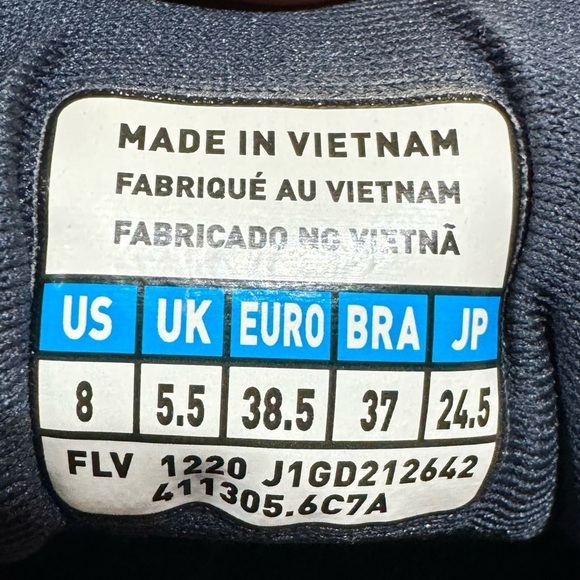 MADE IN VIETNAM
FABRIQUÉ AU VIETNAM
FABRICADO NO VIETNÃ
US UK EURO BRA JP
8 5.5 38.5 37 24.5
FLV 1220 J1GD212642
411305.6C7A